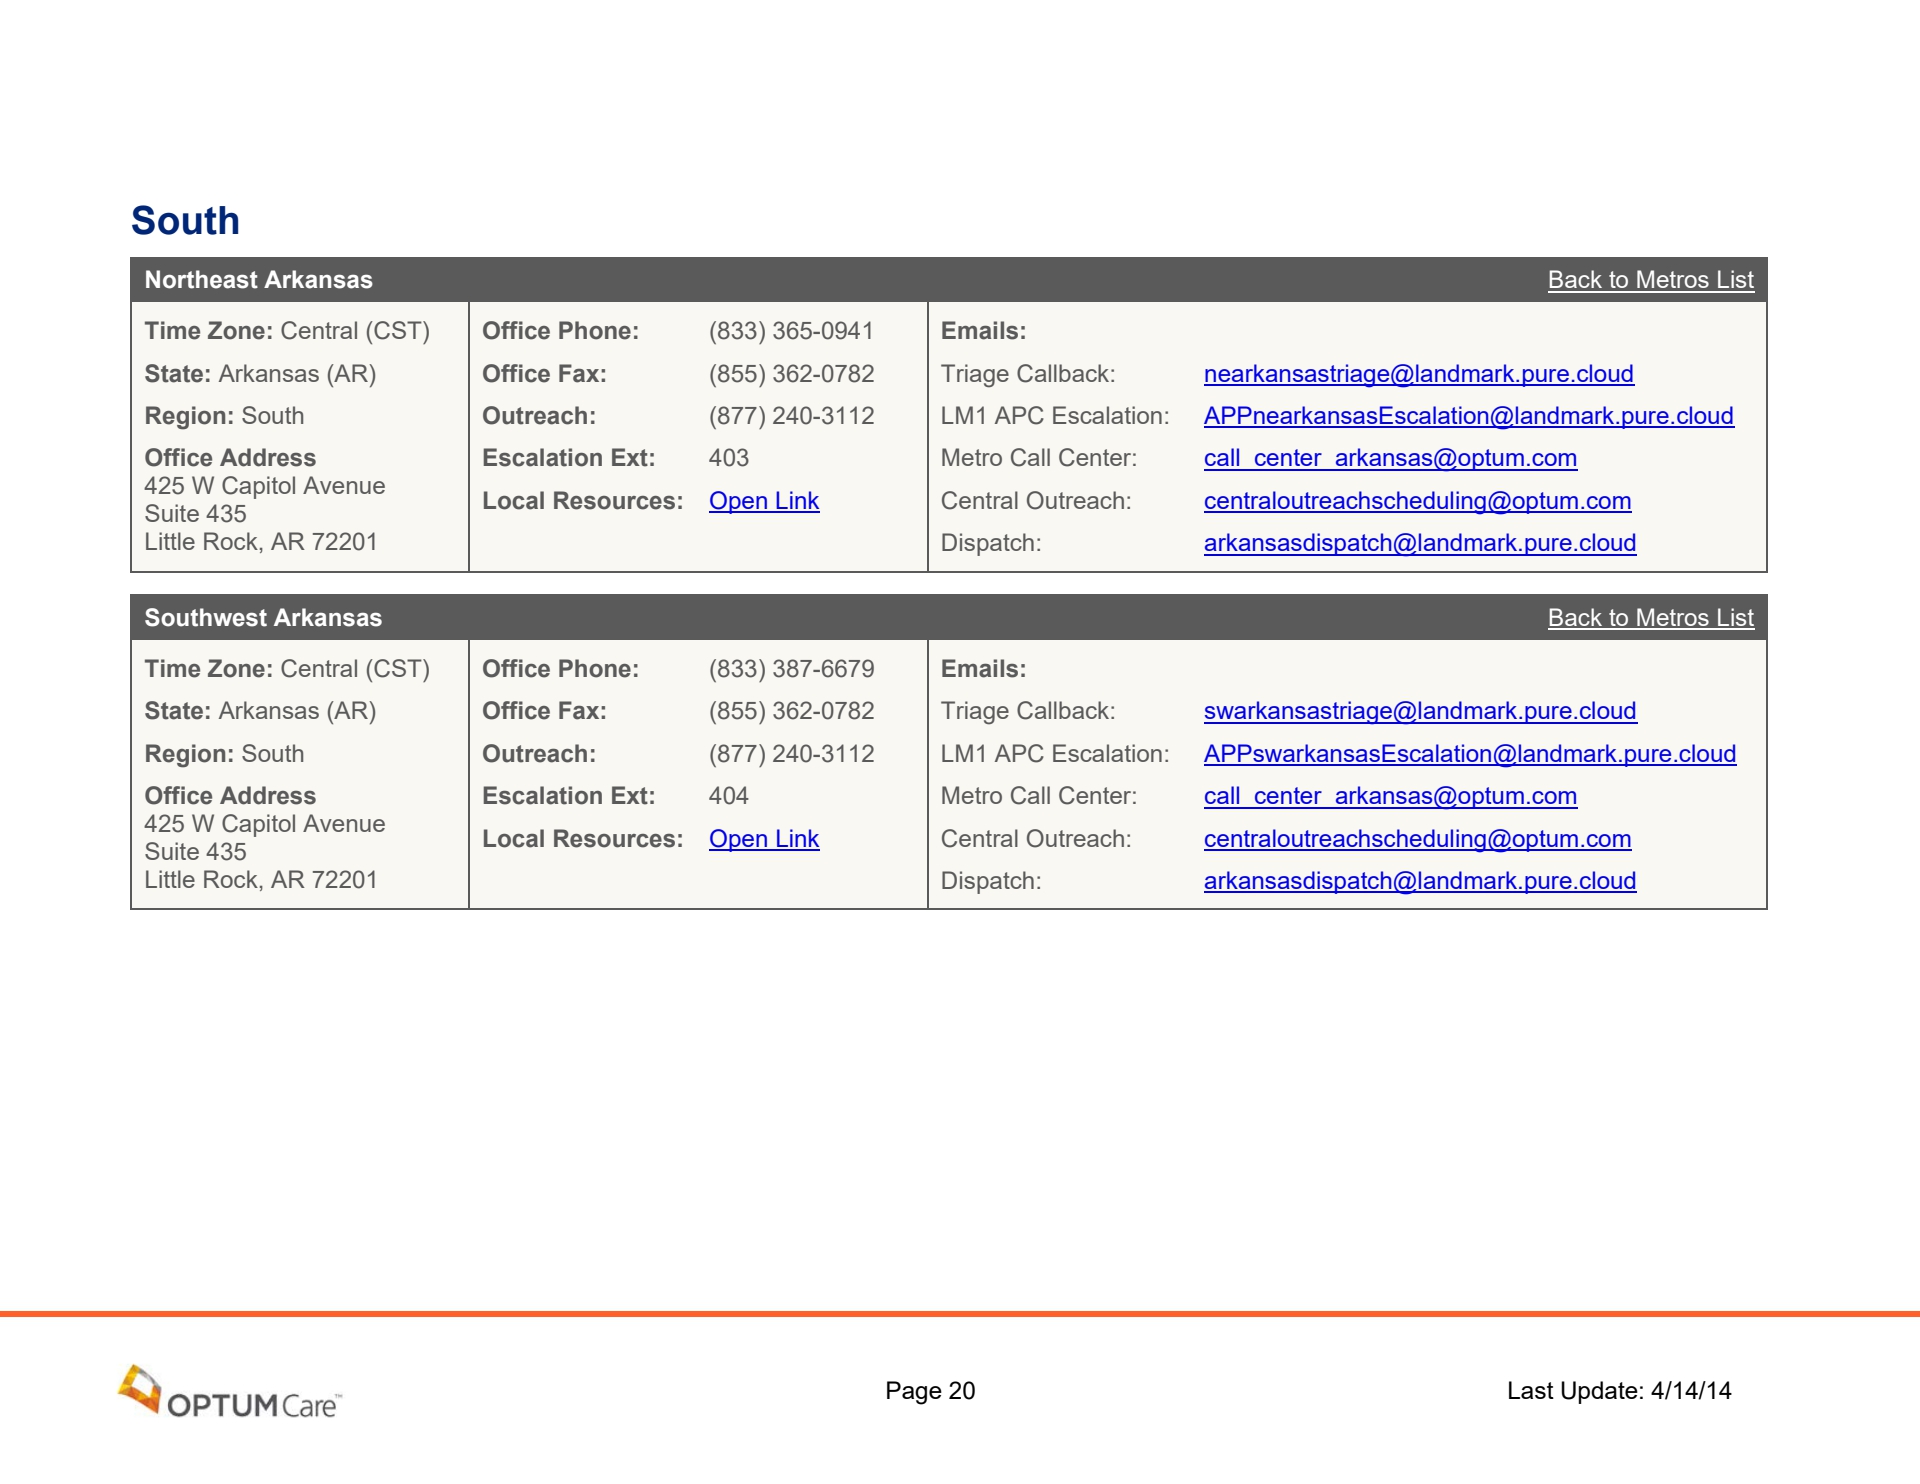 South
Northeast Arkansas Back to Metros List
Time Zone: Central (CST)
State: Arkansas (AR)
Region: South
Office Address
425 W Capitol Avenue
Suite 435
Little Rock, AR 72201
Office Phone: (833) 365-0941
Office Fax: (855) 362-0782
Outreach: (877) 240-3112
Escalation Ext: 403
Local Resources: Open Link
Emails:
Triage Callback: nearkansastriage@landmark.pure.cloud
LM1 APC Escalation: APPnearkansasEscalation@landmark.pure.cloud
Metro Call Center: call_center_arkansas@optum.com
Central Outreach: centraloutreachscheduling@optum.com
Dispatch: arkansasdispatch@landmark.pure.cloud
Southwest Arkansas Back to Metros List
Time Zone: Central (CST)
State: Arkansas (AR)
Region: South
Office Address
425 W Capitol Avenue
Suite 435
Little Rock, AR 72201
Office Phone: (833) 387-6679
Office Fax: (855) 362-0782
Outreach: (877) 240-3112
Escalation Ext: 404
Local Resources: Open Link
Emails:
Triage Callback: swarkansastriage@landmark.pure.cloud
LM1 APC Escalation: APPswarkansasEscalation@landmark.pure.cloud
Metro Call Center: call_center_arkansas@optum.com
Central Outreach: centraloutreachscheduling@optum.com
Dispatch: arkansasdispatch@landmark.pure.cloud
OPTUM Care™ Page 20 Last Update: 4/14/14